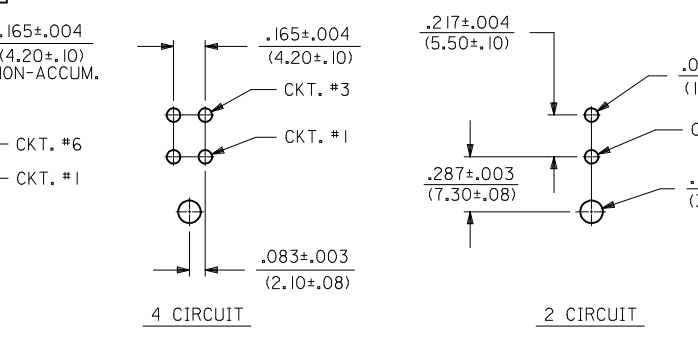 .165±.004
(4.20±.10)
NON-ACCUM.
CKT. #6
CKT. #1
.165±.004
(4.20±.10)
CKT. #3
CKT. #1
.083±.003
(2.10±.08)
4 CIRCUIT
.217±.004
(5.50±.10)
.287±.003
(7.30±.08)
2 CIRCUIT